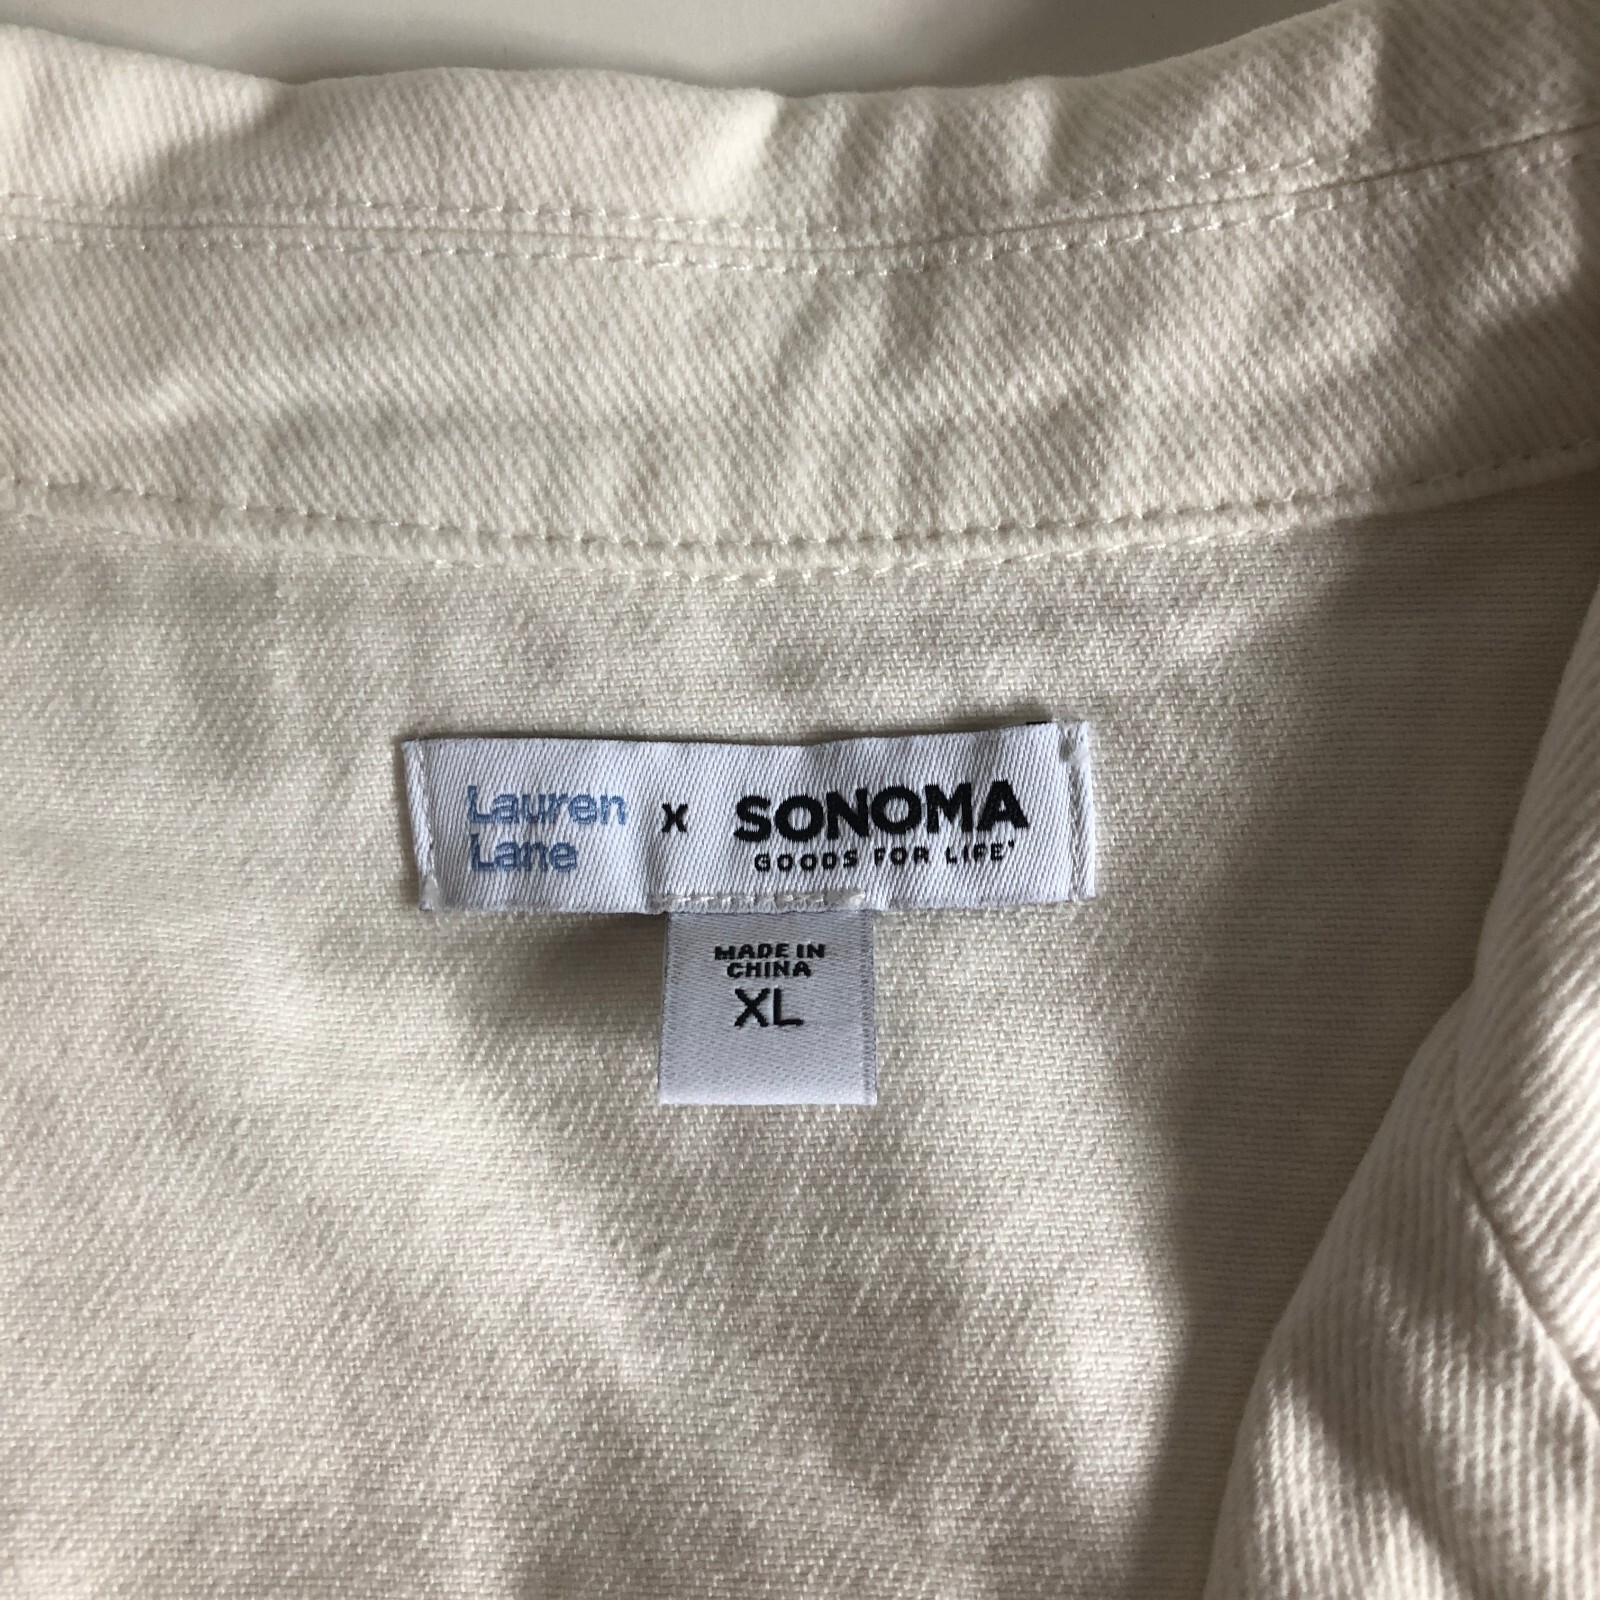 Lauren Lane x SONOMA
GOODS FOR LIFE
MADE IN
CHINA
XL